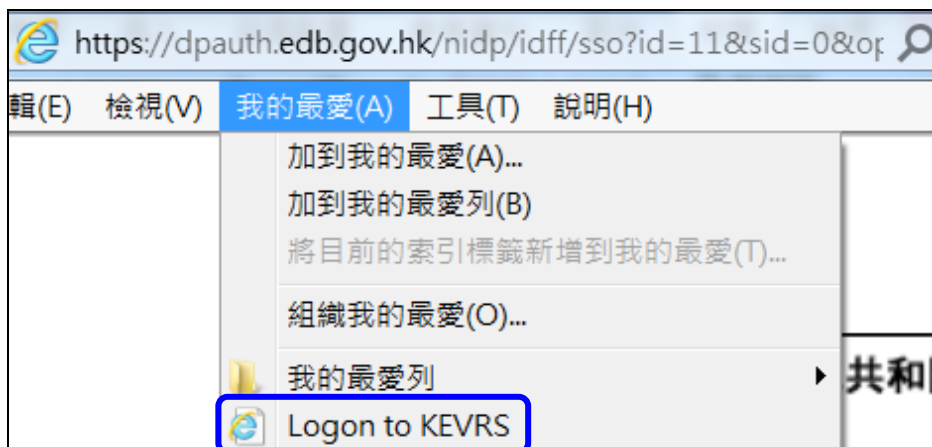 https://dpauth.edb.gov.hk/nidp/idff/sso?id=11&sid=0&op
輯(E) 檢視(V) 我的最愛(A) 工具(T) 說明(H)
加到我的最愛(A)...
加到我的最愛列(B)
將目前的索引標籤新增到我的最愛(T)...
組織我的最愛(O)...
我的最愛列
共和
Logon to KEVRS